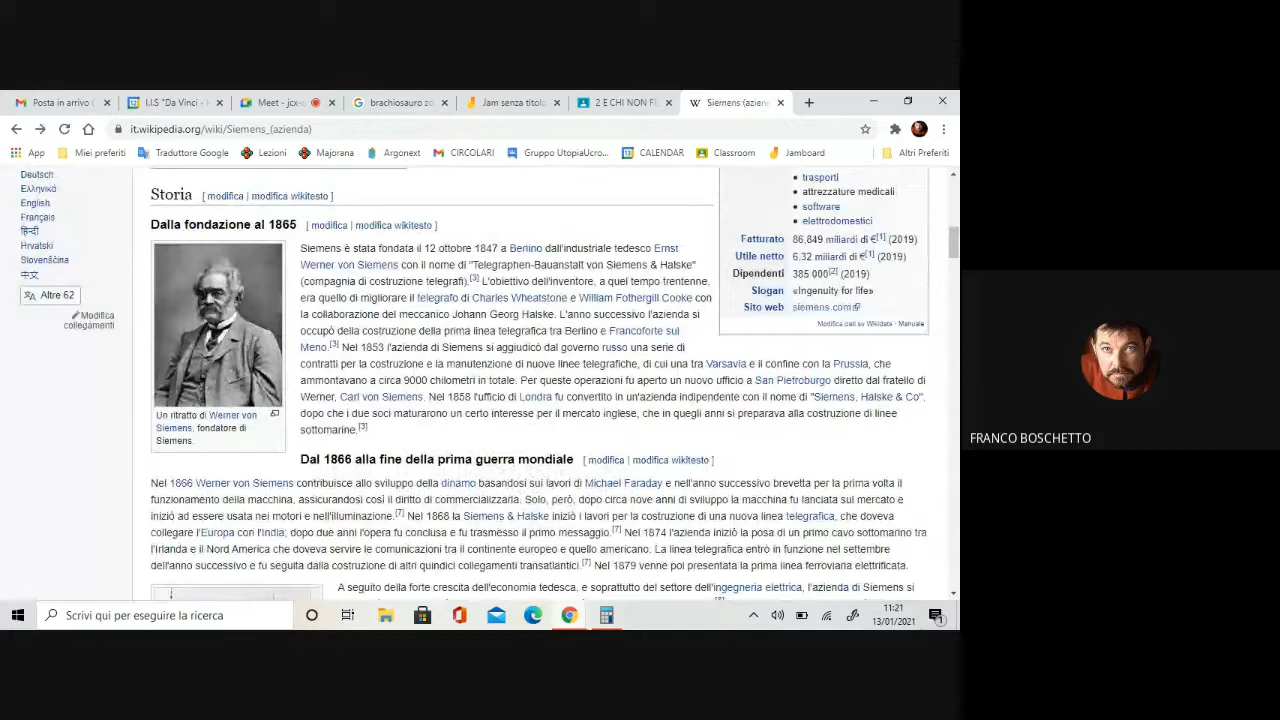 Posta in arrivo (
I.I.S "Da Vinci - 
Meet - jcx-
brachiosauro zo
Jam senza titolo
2 E CHI NON F
Siemens (azien
it.wikipedia.org/wiki/Siemens_(azienda)
App
Miei preferiti
Traduttore Google
Lezioni
Majorana
Argonext
CIRCOLARI
Gruppo UtopiaUcro...
CALENDAR
Classroom
Jamboard
Altri Preferiti
Deutsch
Ελληνικά
English
Français
हिन्दी
Hrvatski
Slovenščina
中文
Altre 62
Modifica
collegamenti
Storia [ modifica | modifica wikitesto ]
Dalla fondazione al 1865 [ modifica | modifica wikitesto ]
Un ritratto di Werner von
Siemens, fondatore di
Siemens.
Siemens è stata fondata il 12 ottobre 1847 a Berlino dall'industriale tedesco Ernst
Werner von Siemens con il nome di "Telegraphen-Bauanstalt von Siemens & Halske"
(compagnia di costruzione telegrafi).[3] L'obiettivo dell'inventore, a quel tempo trentenne,
era quello di migliorare il telegrafo di Charles Wheatstone e William Fothergill Cooke con
la collaborazione del meccanico Johann Georg Halske. L'anno successivo l'azienda si
occupò della costruzione della prima linea telegrafica tra Berlino e Francoforte sul
Meno.[3] Nel 1853 l'azienda di Siemens si aggiudicò dal governo russo una serie di
contratti per la costruzione e la manutenzione di nuove linee telegrafiche, di cui una tra Varsavia e il confine con la Prussia, che
ammontavano a circa 9000 chilometri in totale. Per queste operazioni fu aperto un nuovo ufficio a San Pietroburgo diretto dal fratello di
Werner, Carl von Siemens. Nel 1858 l'ufficio di Londra fu convertito in un'azienda indipendente con il nome di "Siemens, Halske & Co",
dopo che i due soci maturarono un certo interesse per il mercato inglese, che in quegli anni si preparava alla costruzione di linee
sottomarine.[3]
trasporti
attrezzature medicali
software
elettrodomestici
Fatturato 86,849 miliardi di €[1] (2019)
Utile netto 6,32 miliardi di €[1] (2019)
Dipendenti 385 000[2] (2019)
Slogan «Ingenuity for life»
Sito web siemens.com
Modifica dati su Wikidata · Manuale
Dal 1866 alla fine della prima guerra mondiale [ modifica | modifica wikitesto ]
Nel 1866 Werner von Siemens contribuisce allo sviluppo della dinamo basandosi sui lavori di Michael Faraday e nell'anno successivo brevetta per la prima volta il
funzionamento della macchina, assicurandosi così il diritto di commercializzarla. Solo, però, dopo circa nove anni di sviluppo la macchina fu lanciata sul mercato e
iniziò ad essere usata nei motori e nell'illuminazione.[7] Nel 1868 la Siemens & Halske iniziò i lavori per la costruzione di una nuova linea telegrafica, che doveva
collegare l'Europa con l'India; dopo due anni l'opera fu conclusa e fu trasmesso il primo messaggio.[7] Nel 1874 l'azienda iniziò la posa di un primo cavo sottomarino tra
l'Irlanda e il Nord America che doveva servire le comunicazioni tra il continente europeo e quello americano. La linea telegrafica entrò in funzione nel settembre
dell'anno successivo e fu seguita dalla costruzione di altri quindici collegamenti transatlantici.[7] Nel 1879 venne poi presentata la prima linea ferroviaria elettrificata.
A seguito della forte crescita dell'economia tedesca, e soprattutto del settore dell'ingegneria elettrica, l'azienda di Siemens si
Scrivi qui per eseguire la ricerca
11:21
13/01/2021
FRANCO BOSCHETTO